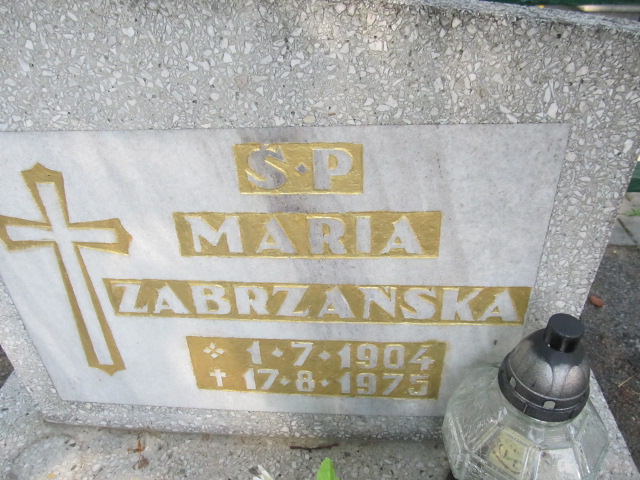 Ś•P
MARIA
ZABRZAŃSKA
1•7•1904
✝ 17•8•1975